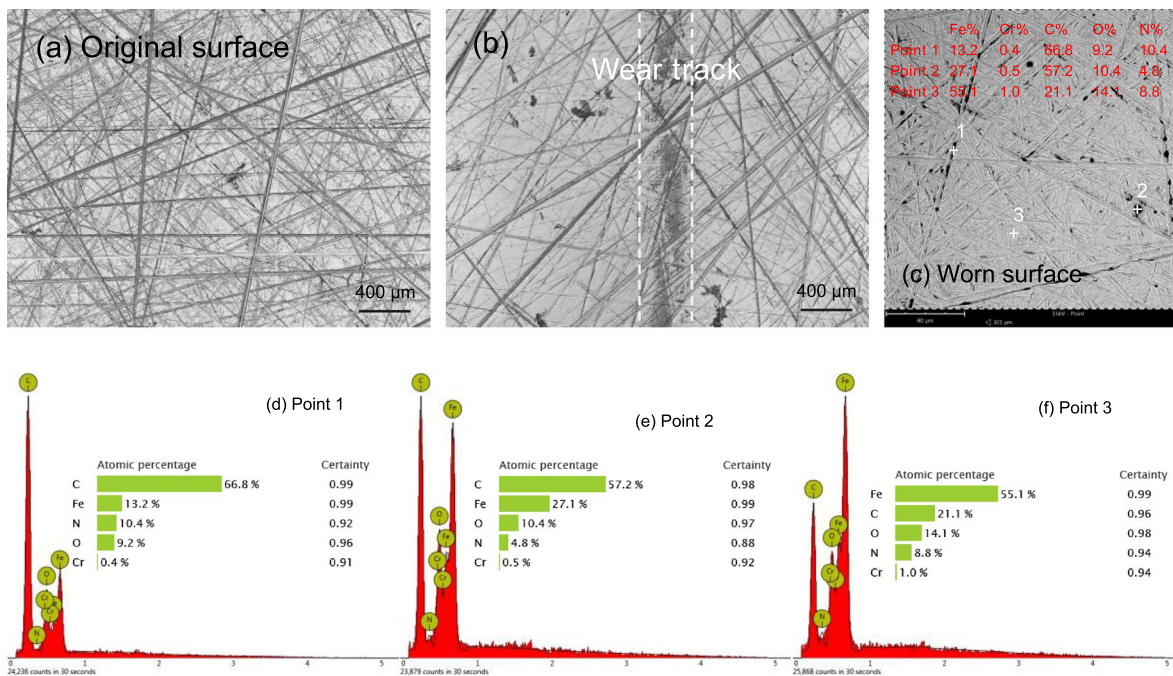 (a) Original surface
400 µm
(b)
Wear track
400 µm
Fe% Cr% C% O% N%
Point 1 13.2 0.4 66.8 9.2 10.4
Point 2 27.1 0.5 57.2 10.4 4.8
Point 3 55.1 1.0 21.1 14.1 8.8
1
2
3
(c) Worn surface
80 µm
15kV - Point
C
(d) Point 1
Atomic percentage Certainty
C 66.8 % 0.99
Fe 13.2 % 0.99
N 10.4 % 0.92
O 9.2 % 0.96
Cr 0.4 % 0.91
Fe
O
Cr
Cr
N
0 1 2 3 4 5
24,236 counts in 30 seconds
C
Fe
(e) Point 2
Atomic percentage Certainty
C 57.2 % 0.98
Fe 27.1 % 0.99
O 10.4 % 0.97
N 4.8 % 0.88
Cr 0.5 % 0.92
O
Fe
Cr
Cr
N
0 1 2 3 4 5
23,879 counts in 30 seconds
Fe
(f) Point 3
Atomic percentage Certainty
Fe 55.1 % 0.99
C 21.1 % 0.96
O 14.1 % 0.98
N 8.8 % 0.94
Cr 1.0 % 0.94
C
Fe
O
Cr
N
0 1 2 3 4 5
25,868 counts in 30 seconds